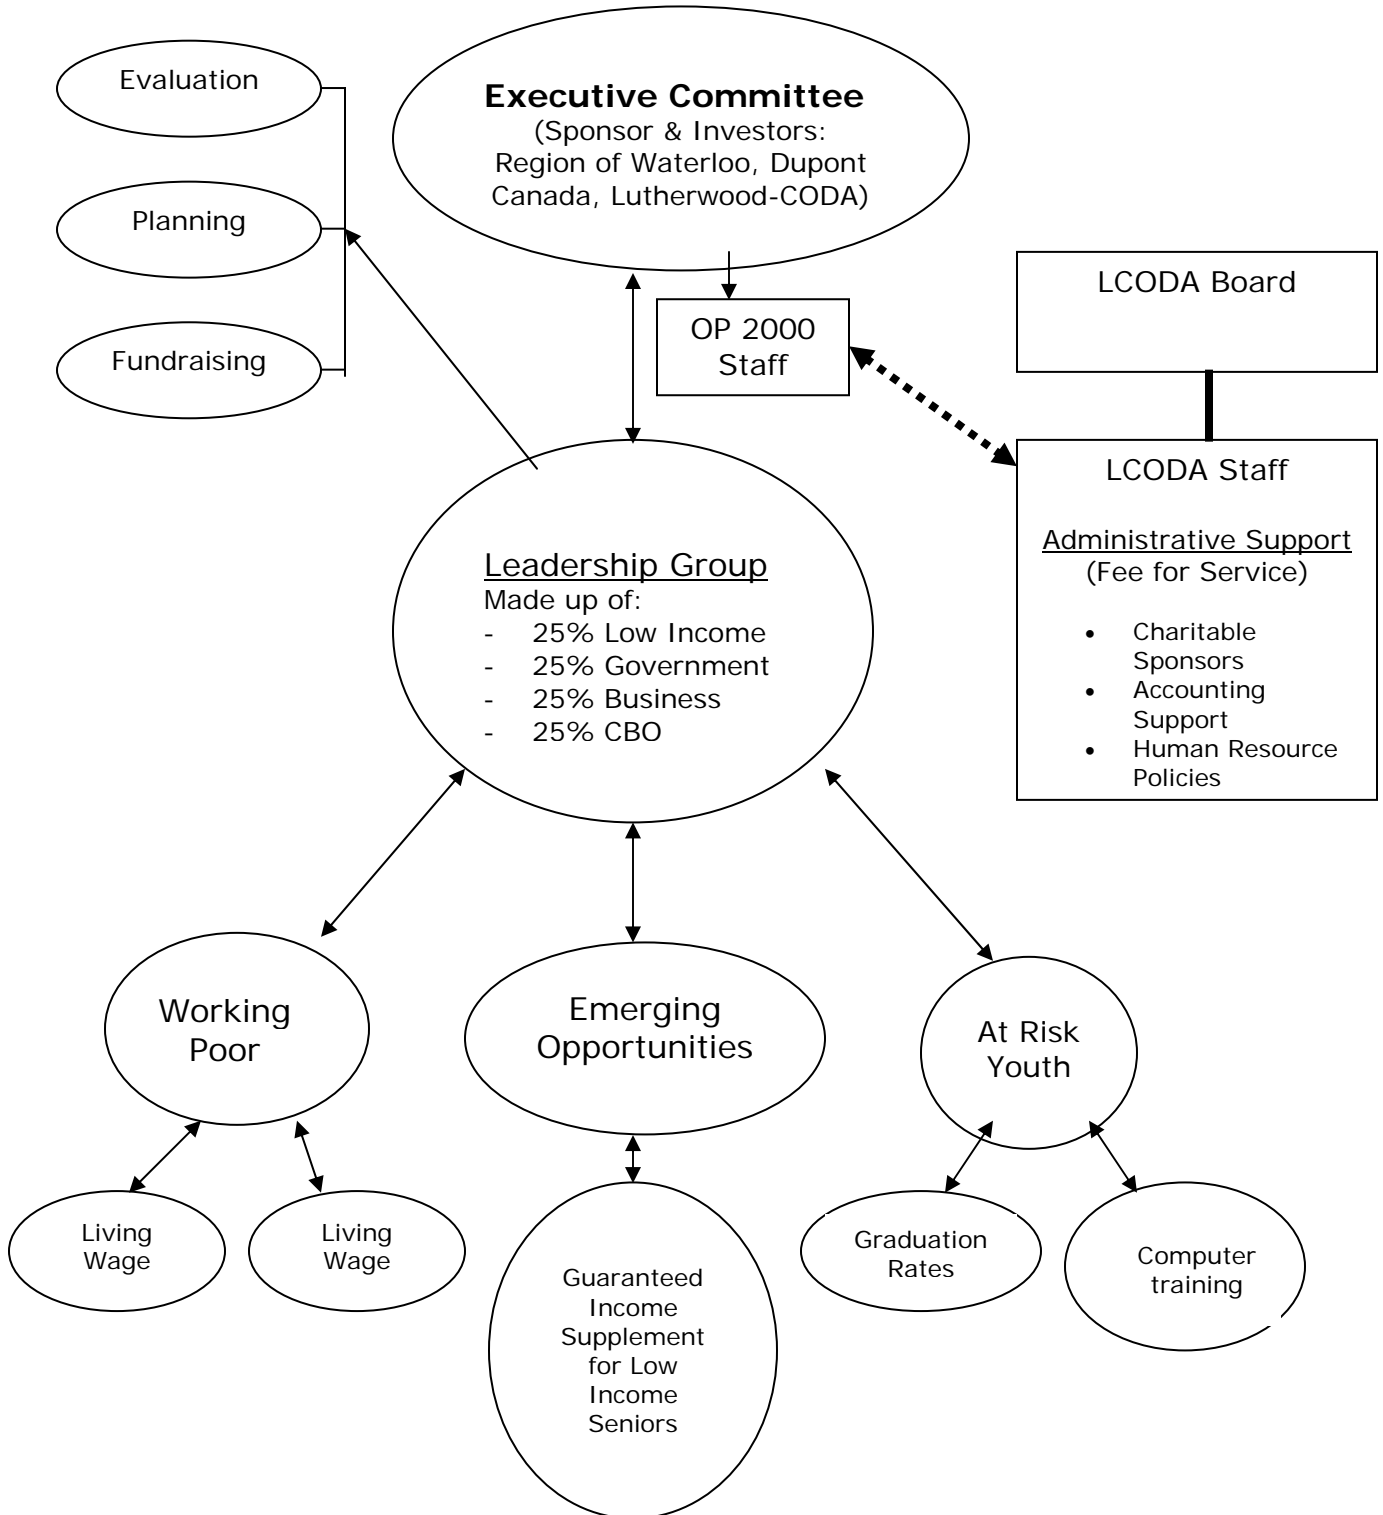 Evaluation
Planning
Fundraising
Executive Committee
(Sponsor & Investors:
Region of Waterloo, Dupont
Canada, Lutherwood-CODA)
OP 2000
Staff
LCODA Board
LCODA Staff
Administrative Support
(Fee for Service)
• Charitable
Sponsors
• Accounting
Support
• Human Resource
Policies
Leadership Group
Made up of:
- 25% Low Income
- 25% Government
- 25% Business
- 25% CBO
Working
Poor
Emerging
Opportunities
At Risk
Youth
Living
Wage
Living
Wage
Guaranteed
Income
Supplement
for Low
Income
Seniors
Graduation
Rates
Computer
training